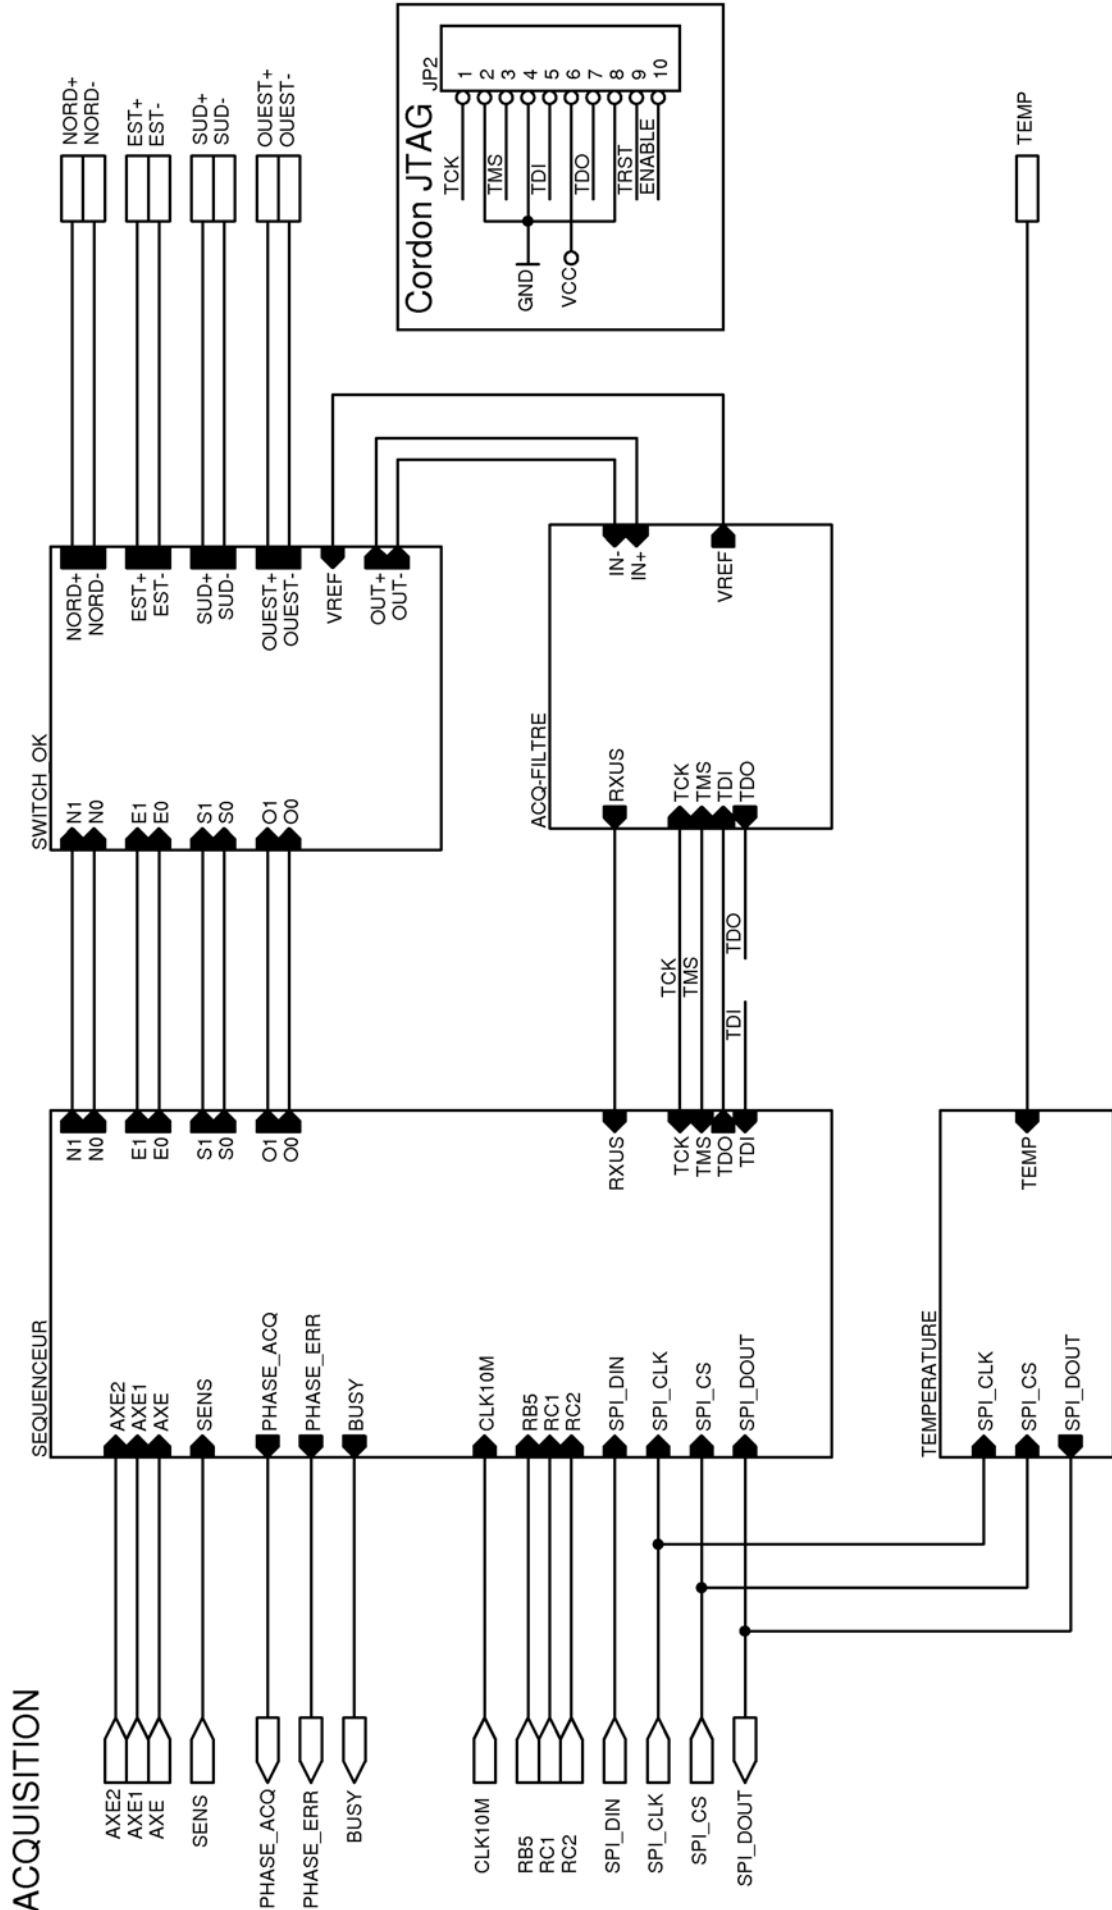 ACQUISITION
AXE2
AXE1
AXE
SENS
PHASE_ACQ
PHASE_ERR
BUSY
CLK10M
RB5
RC1
RC2
SPI_DIN
SPI_CLK
SPI_CS
SPI_DOUT
SEQUENCEUR
AXE2
AXE1
AXE
SENS
PHASE_ACQ
PHASE_ERR
BUSY
CLK10M
RB5
RC1
RC2
SPI_DIN
SPI_CLK
SPI_CS
SPI_DOUT
N1
N0
E1
E0
S1
S0
O1
O0
RXUS
TCK
TMS
TDO
TDI
TCK
TMS
TDI
TDO
TEMPERATURE
SPI_CLK
SPI_CS
SPI_DOUT
TEMP
SWITCH_OK
N1
N0
E1
E0
S1
S0
O1
O0
NORD+
NORD-
EST+
EST-
SUD+
SUD-
OUEST+
OUEST-
VREF
OUT+
OUT-
ACQ-FILTRE
RXUS
TCK
TMS
TDI
TDO
IN-
IN+
VREF
NORD+
NORD-
EST+
EST-
SUD+
SUD-
OUEST+
OUEST-
Cordon JTAG
JP2
TCK
TMS
TDI
TDO
TRST
ENABLE
GND
VCC
1
2
3
4
5
6
7
8
9
10
TEMP